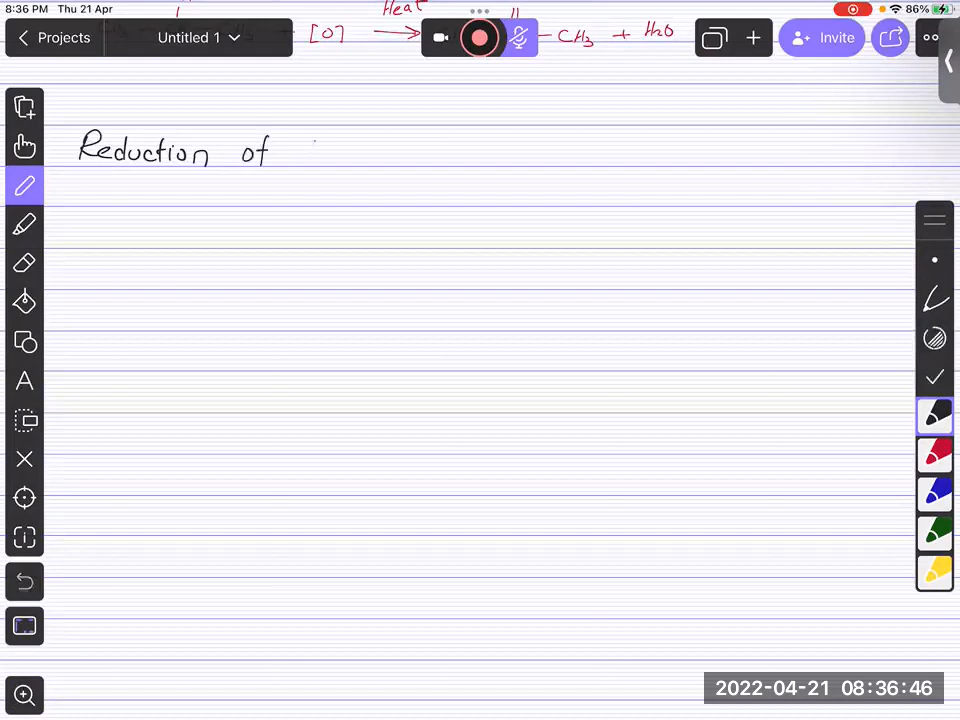 8:36 PM Thu 21 Apr 86%
Heat
[O] → - CH₃ + H₂O
Projects Untitled 1 Invite
Reduction of
A
2022-04-21 08:36:46